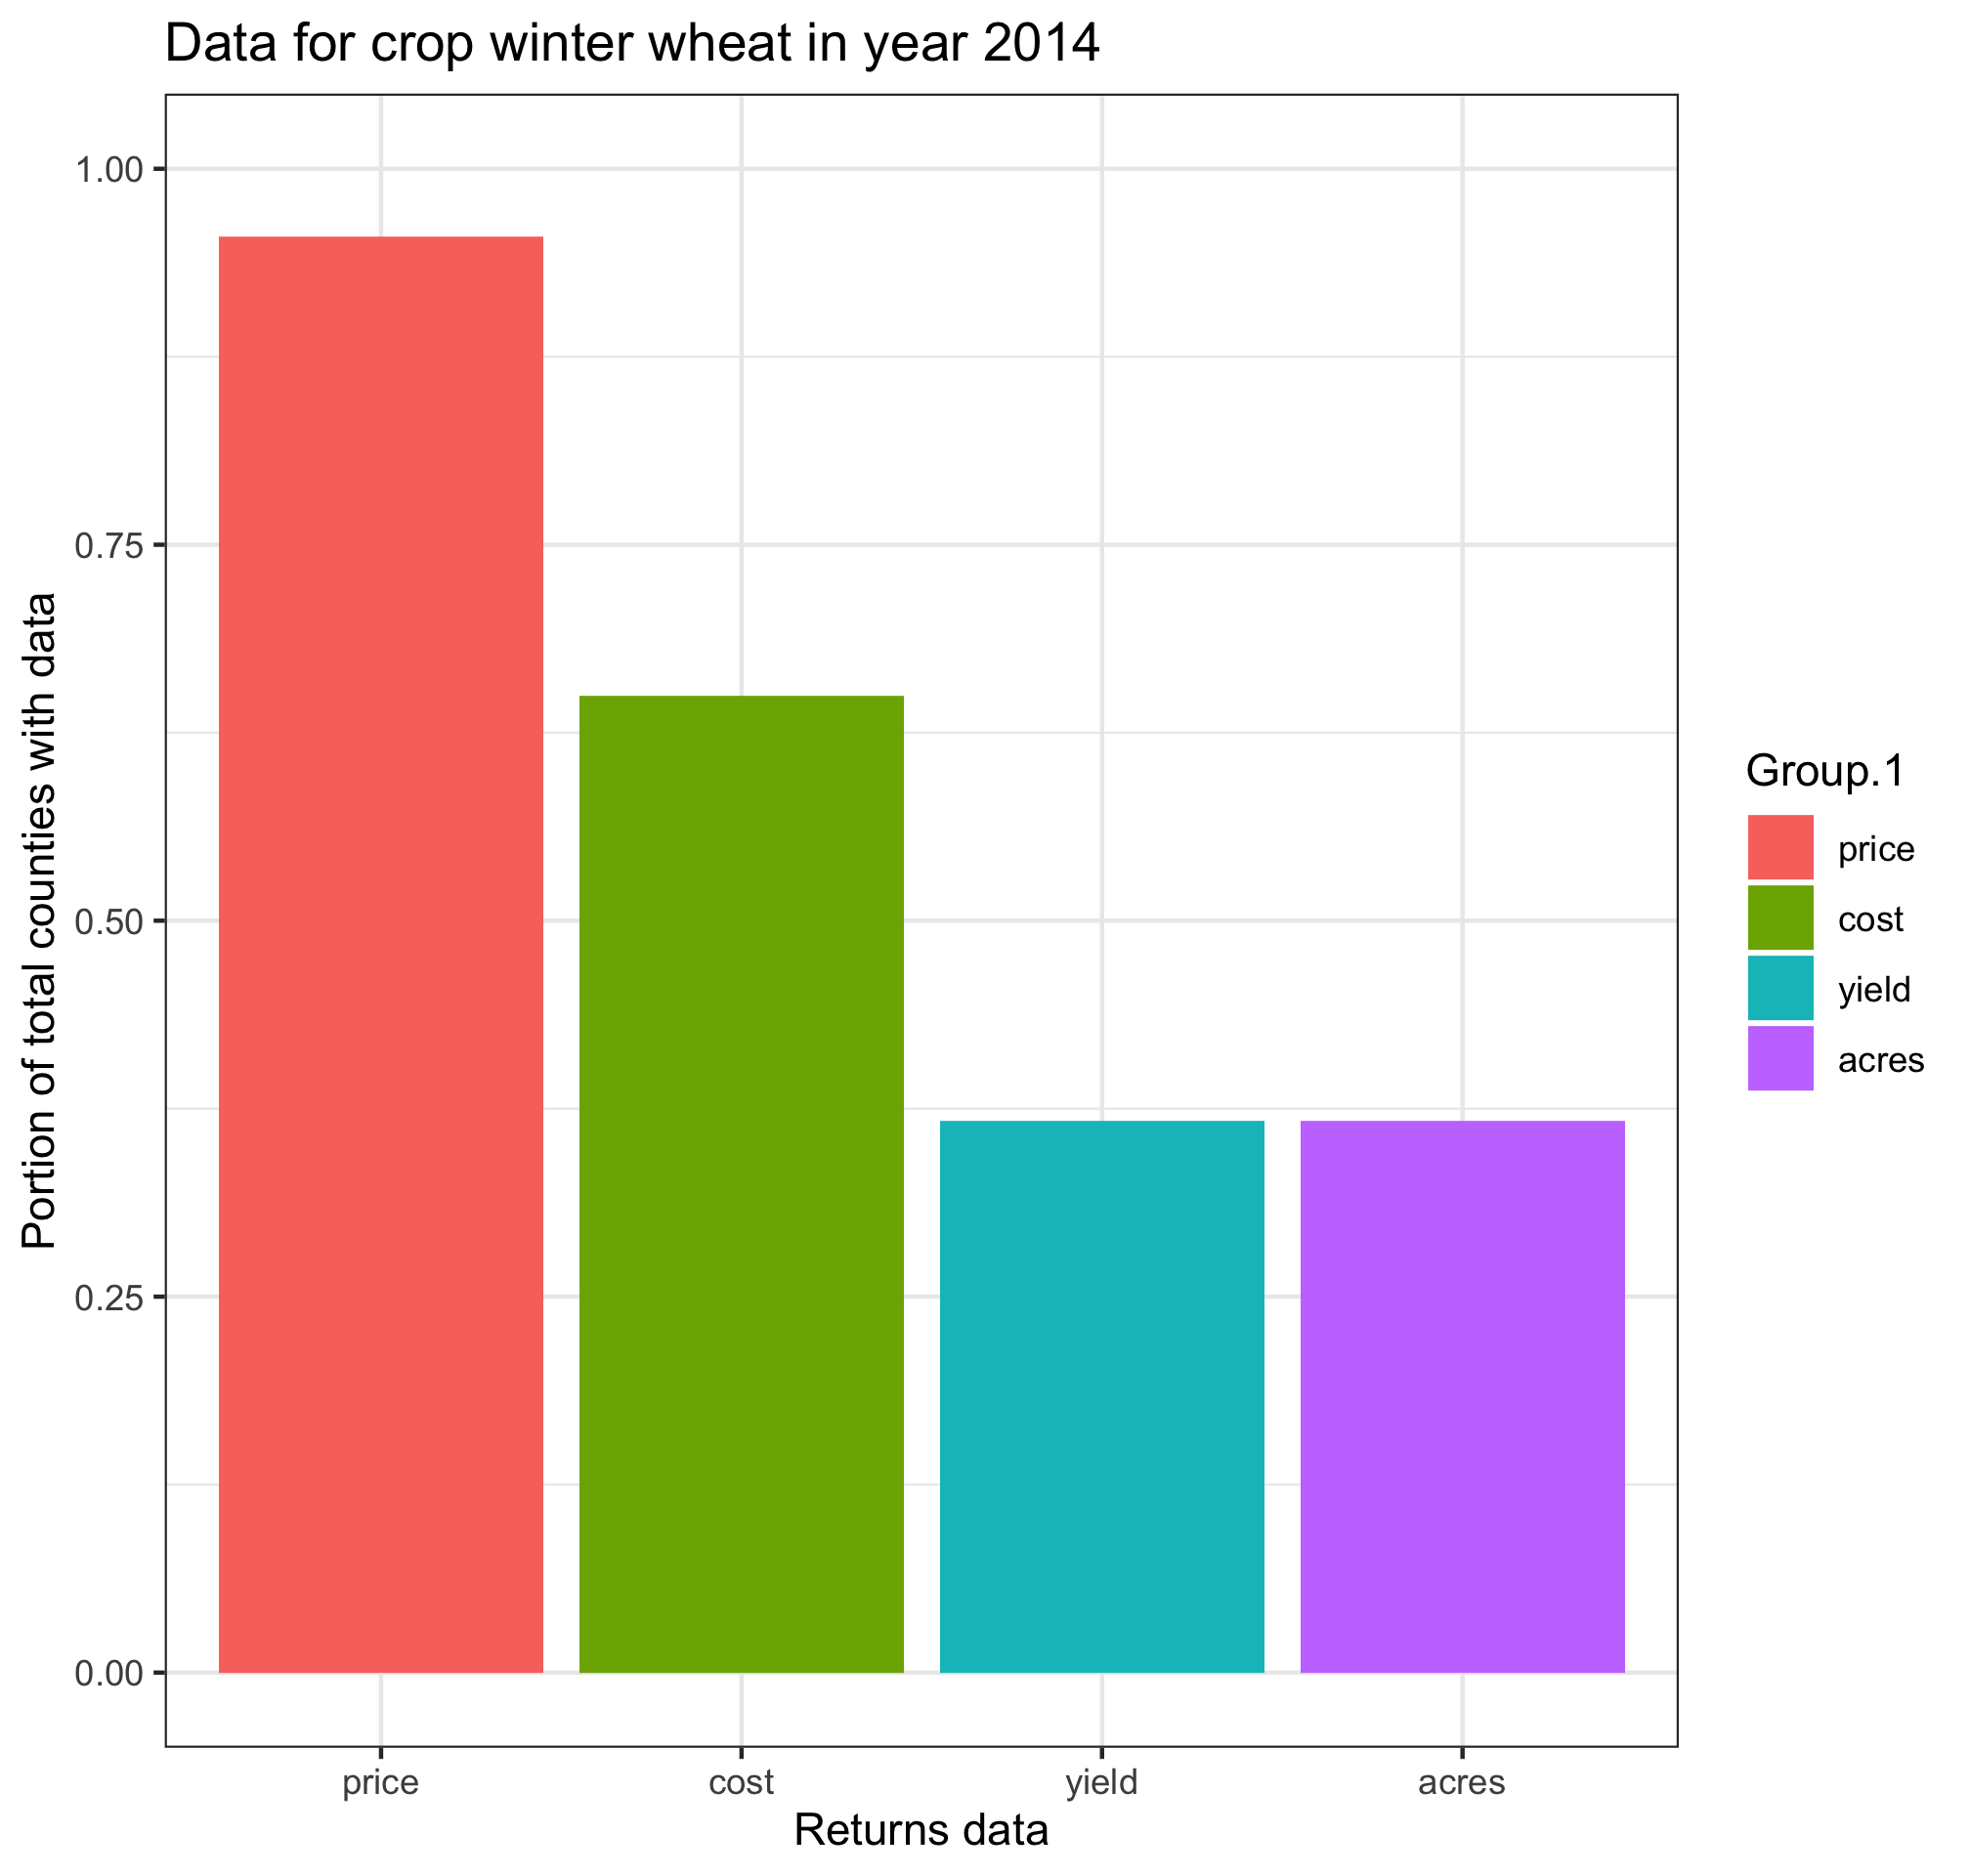 Data for crop winter wheat in year 2014
Portion of total counties with data
1.00
0.75
0.50
0.25
0.00
price
cost
yield
acres
Returns data
Group.1
price
cost
yield
acres